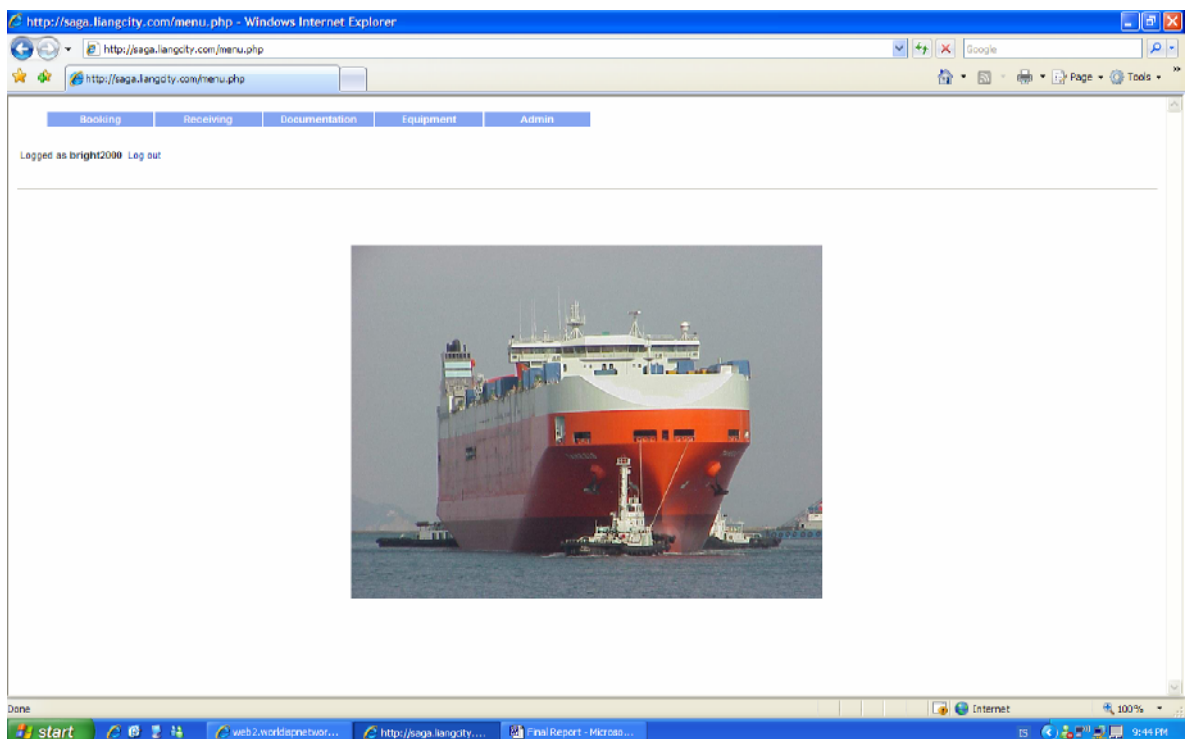 http://saga.liangcity.com/menu.php - Windows Internet Explorer
http://saga.liangcity.com/menu.php
Google
http://saga.liangcity.com/menu.php
Page
Tools
Booking Receiving Documentation Equipment Admin
Logged as bright2000 Log out
Done
Internet
100%
start
web2.worldispnetwor...
http://saga.liangcity....
Final Report - Microso...
9:44 PM